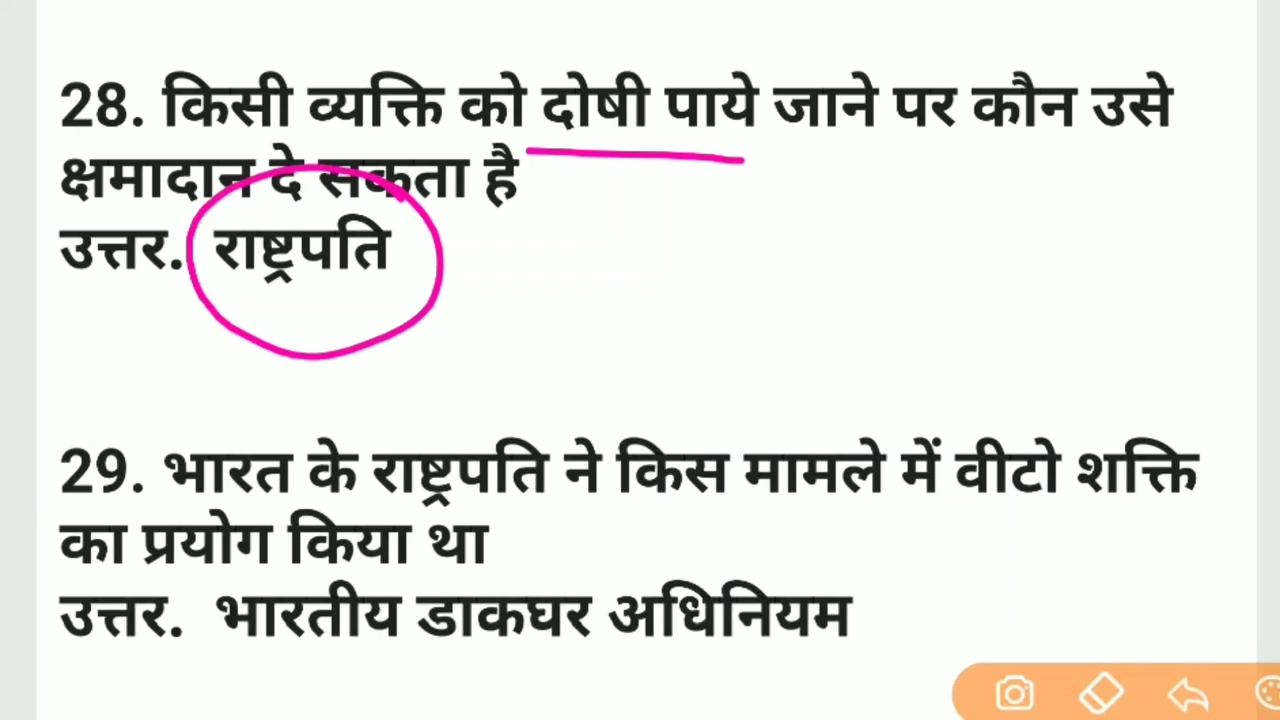 28. किसी व्यक्ति को दोषी पाये जाने पर कौन उसे
क्षमादान दे सकता है
उत्तर. राष्ट्रपति
29. भारत के राष्ट्रपति ने किस मामले में वीटो शक्ति
का प्रयोग किया था
उत्तर. भारतीय डाकघर अधिनियम